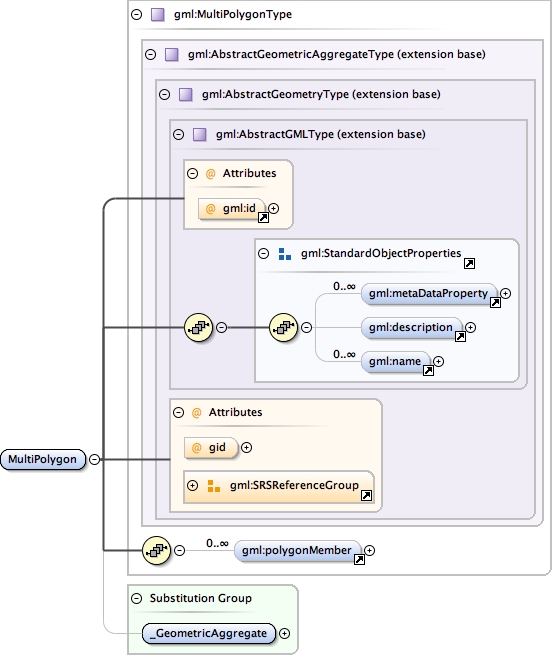 gml:MultiPolygonType
gml:AbstractGeometricAggregateType (extension base)
gml:AbstractGeometryType (extension base)
gml:AbstractGMLType (extension base)
@ Attributes
@ gml:id
gml:StandardObjectProperties
0..∞
gml:metaDataProperty
gml:description
0..∞
gml:name
@ Attributes
@ gid
gml:SRSReferenceGroup
MultiPolygon
0..∞
gml:polygonMember
Substitution Group
_GeometricAggregate